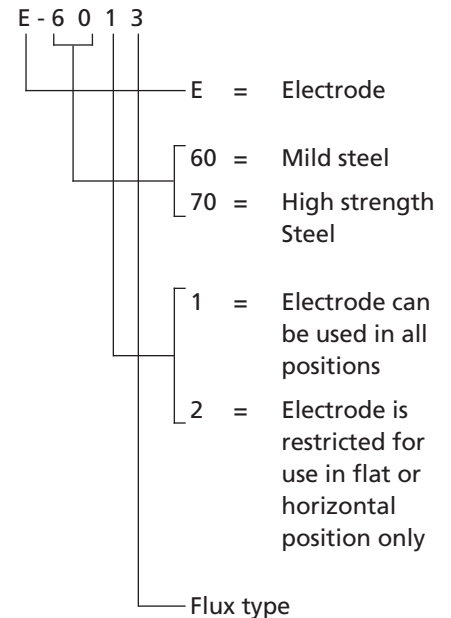 E - 6 0 1 3
E = Electrode
60 = Mild steel
70 = High strength
Steel
1 = Electrode can
be used in all
positions
2 = Electrode is
restricted for
use in flat or
horizontal
position only
Flux type